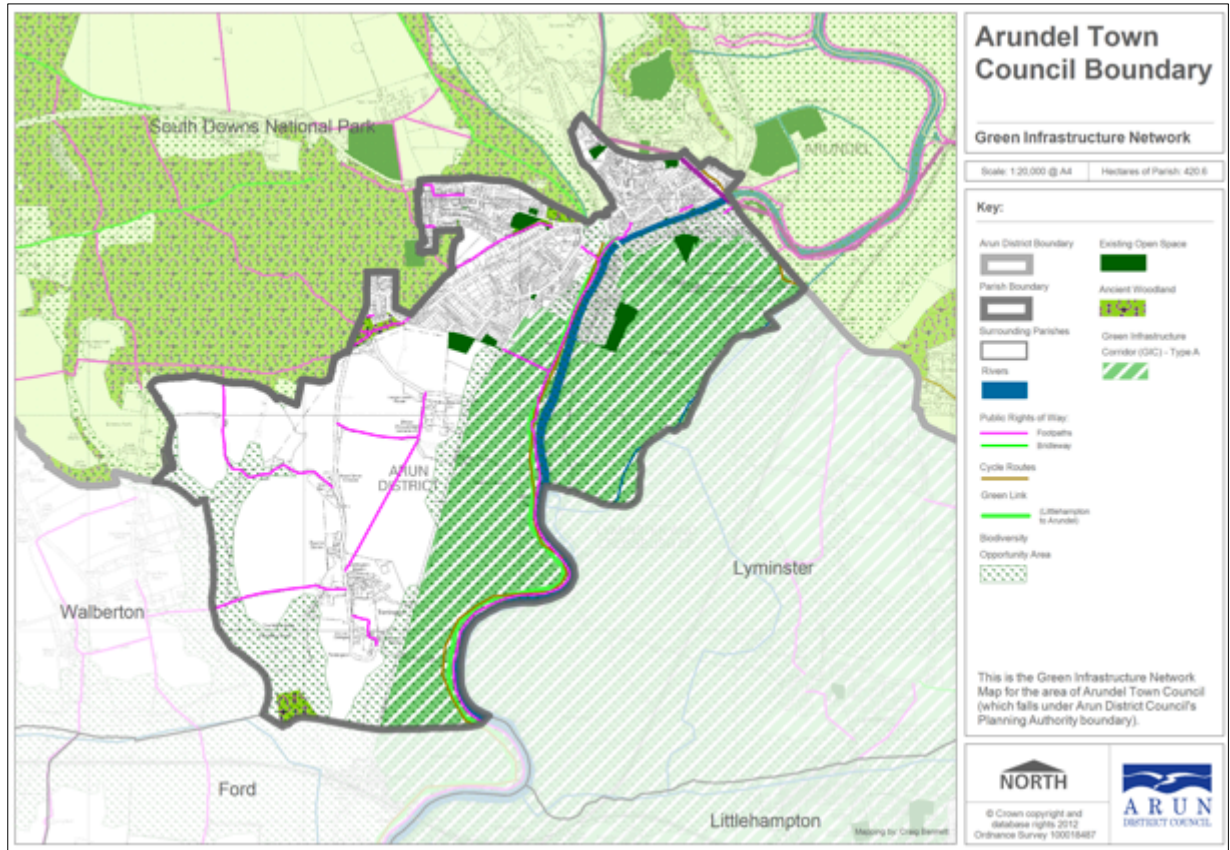 South Downs National Park
ARUNDEL
ARUN
DISTRICT
Walberton
Lyminster
Ford
Littlehampton
Mapping by: Craig Bennett
Arundel Town
Council Boundary
Green Infrastructure Network
Scale: 1:20,000 @ A4
Hectares of Parish: 420.6
Key:
Arun District Boundary
Parish Boundary
Surrounding Parishes
Rivers
Public Rights of Way:
Footpaths
Bridleway
Cycle Routes
Green Link
(Littlehampton
to Arundel)
Biodiversity
Opportunity Area
Existing Open Space
Ancient Woodland
Green Infrastructure
Corridor (GIC) - Type A
This is the Green Infrastructure Network
Map for the area of Arundel Town Council
(which falls under Arun District Council's
Planning Authority boundary).
NORTH
© Crown copyright and
database rights 2012
Ordnance Survey 100018487
ARUN
DISTRICT COUNCIL